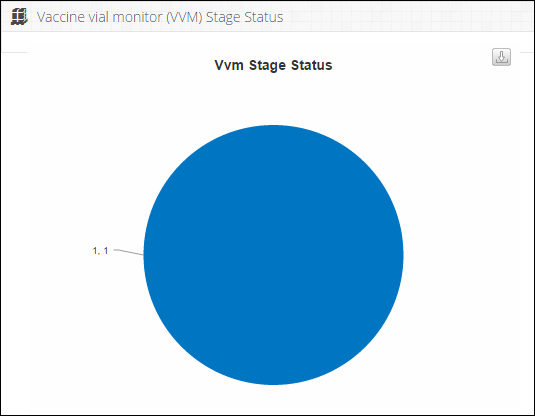 Vaccine vial monitor (VVM) Stage Status
Vvm Stage Status
1, 1